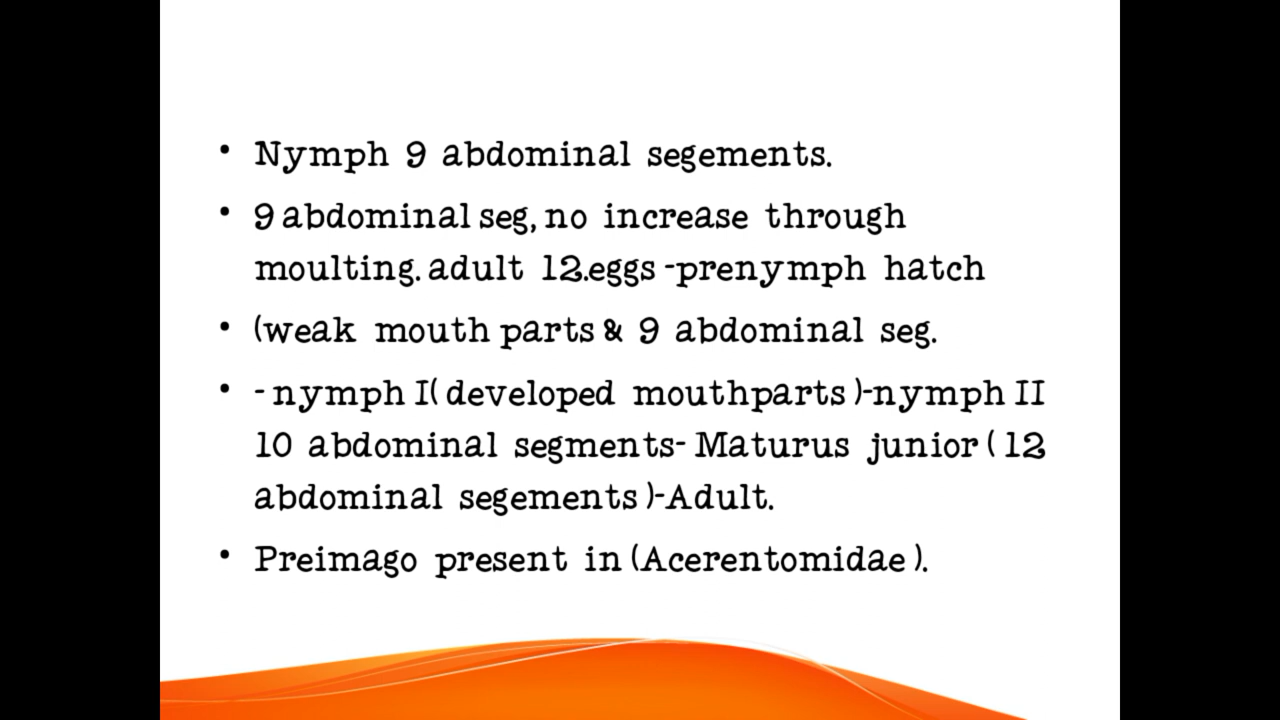 • Nymph 9 abdominal segements.
• 9 abdominal seg, no increase through
moulting. adult 12.eggs -prenymph hatch
• (weak mouth parts & 9 abdominal seg.
• - nymph I( developed mouthparts )-nymph II
10 abdominal segments- Maturus junior ( 12
abdominal segements )-Adult.
• Preimago present in (Acerentomidae ).